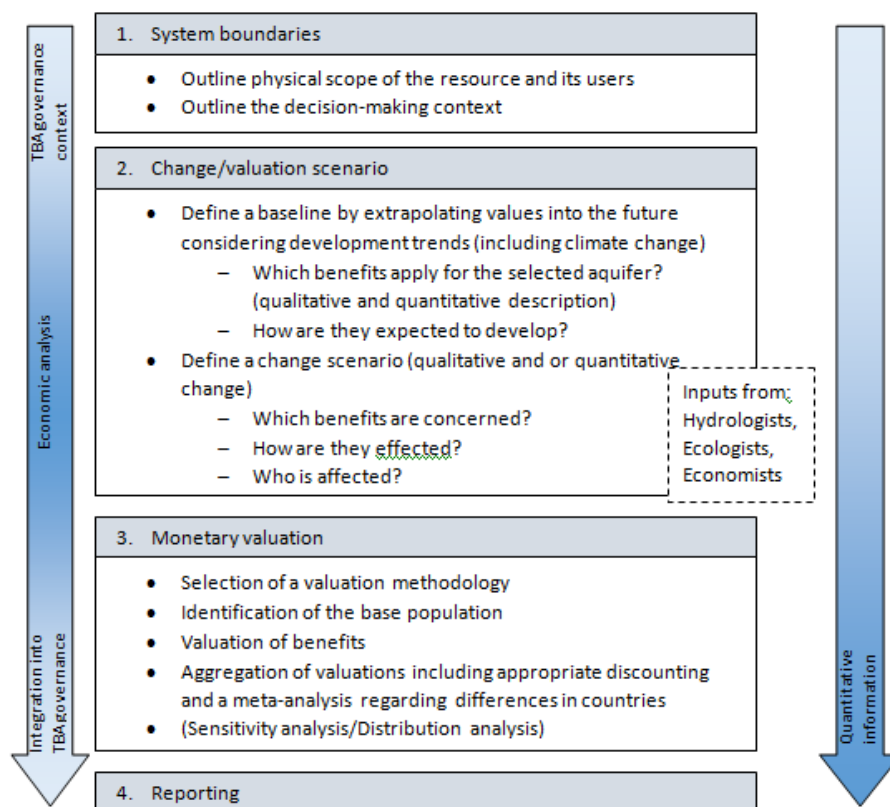 TBA governance
context
Economic analysis
Integration into
TBA governance
1. System boundaries
• Outline physical scope of the resource and its users
• Outline the decision-making context
2. Change/valuation scenario
• Define a baseline by extrapolating values into the future
considering development trends (including climate change)
– Which benefits apply for the selected aquifer?
(qualitative and quantitative description)
– How are they expected to develop?
• Define a change scenario (qualitative and or quantitative
change)
– Which benefits are concerned?
– How are they effected?
– Who is affected?
Inputs from:
Hydrologists,
Ecologists,
Economists
3. Monetary valuation
• Selection of a valuation methodology
• Identification of the base population
• Valuation of benefits
• Aggregation of valuations including appropriate discounting
and a meta-analysis regarding differences in countries
• (Sensitivity analysis/Distribution analysis)
4. Reporting
Quantitative
information